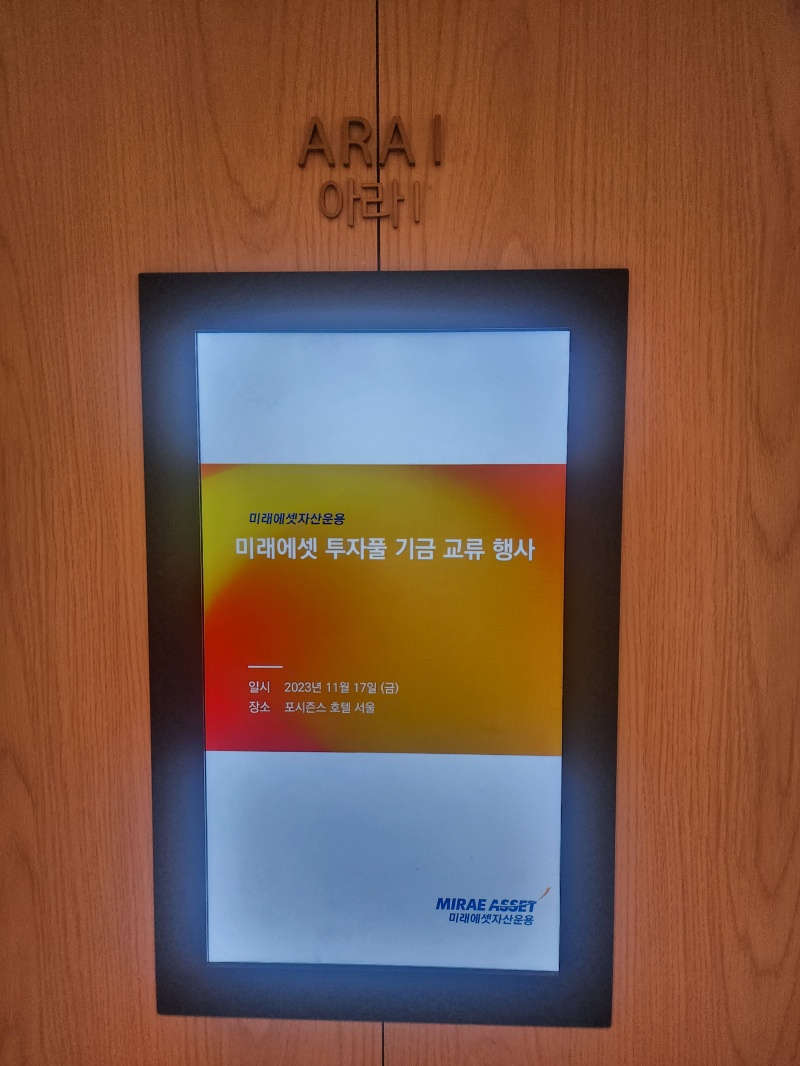 ARA I
아라 I
미래에셋자산운용
미래에셋 투자풀 기금 교류 행사
일시 2023년 11월 17일 (금)
장소 포시즌스 호텔 서울
MIRAE ASSET
미래에셋자산운용